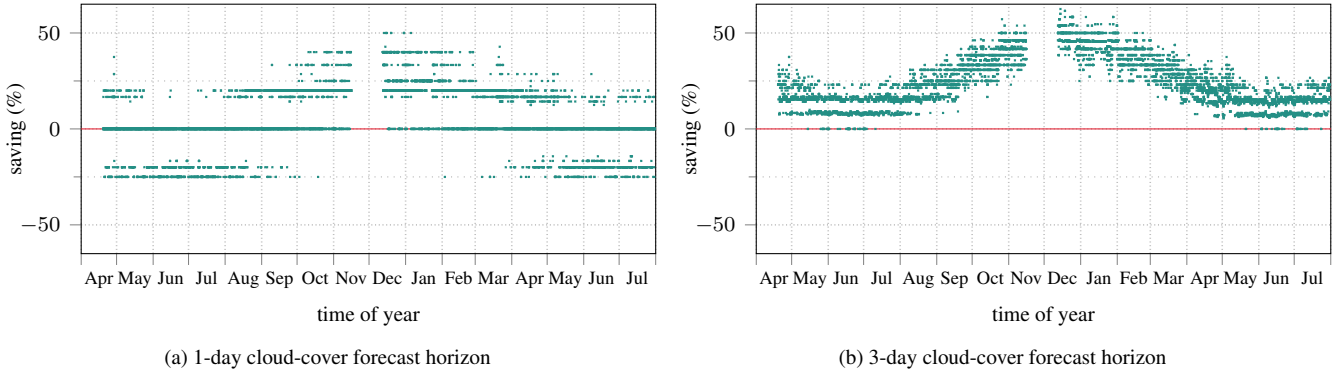 50
0
−50
saving (%)
Apr May Jun Jul Aug Sep Oct Nov Dec Jan Feb Mar Apr May Jun Jul
time of year
(a) 1-day cloud-cover forecast horizon
50
0
−50
saving (%)
Apr May Jun Jul Aug Sep Oct Nov Dec Jan Feb Mar Apr May Jun Jul
time of year
(b) 3-day cloud-cover forecast horizon